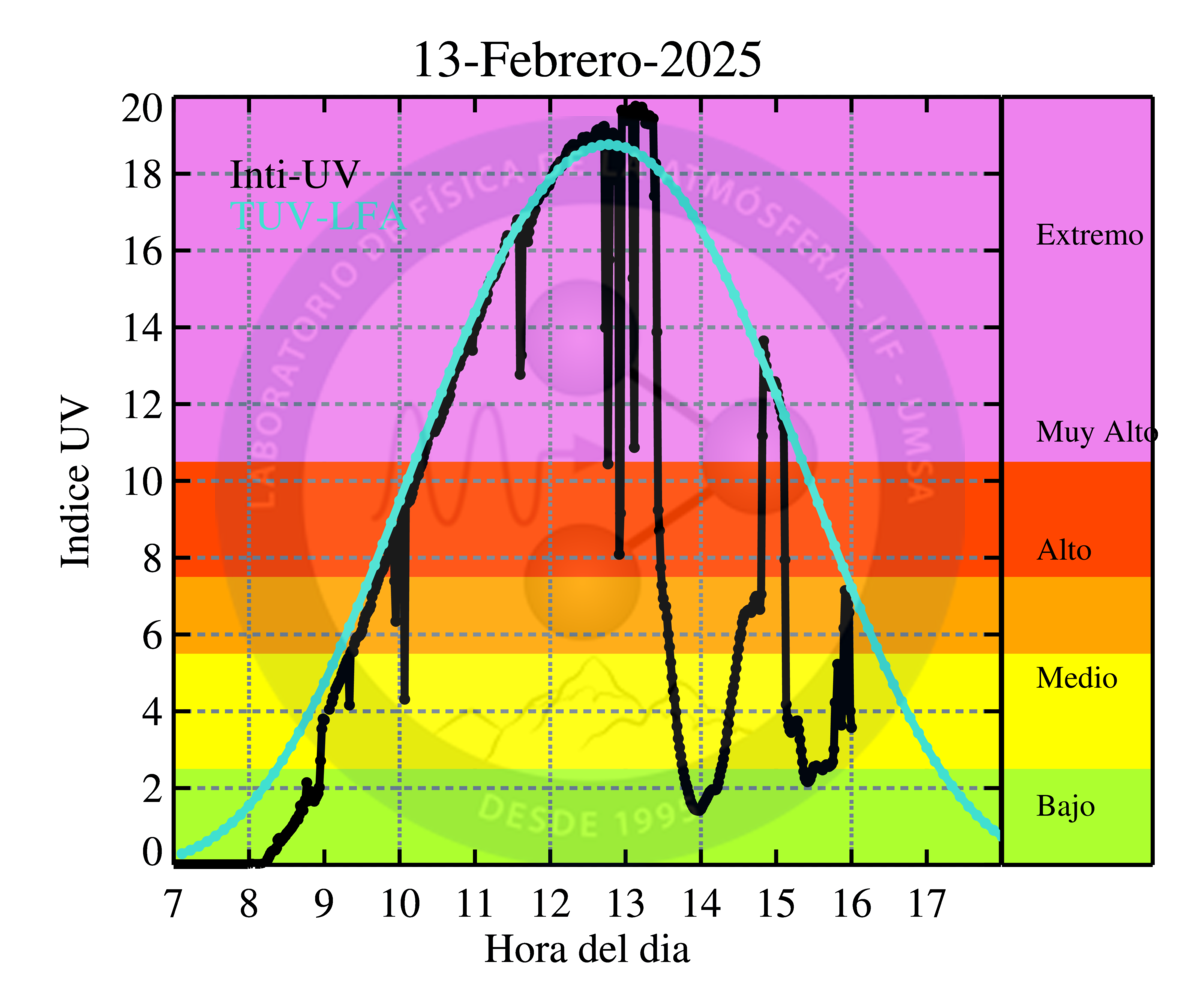 13-Febrero-2025
Indice UV
20
18
16
14
12
10
8
6
4
2
0
Inti-UV
TUV-LFA
LABORATORIO DE FÍSICA DE LA ATMÓSFERA - IIF - UMSA
DESDE 1995
Extremo
Muy Alto
Alto
Medio
Bajo
7 8 9 10 11 12 13 14 15 16 17
Hora del dia